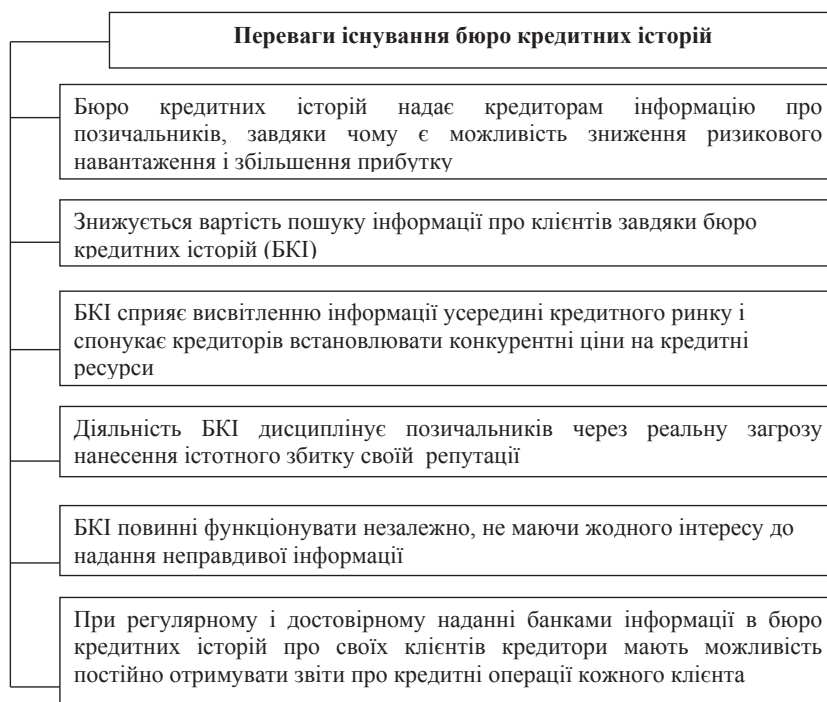 Переваги існування бюро кредитних історій
Бюро кредитних історій надає кредиторам інформацію про
позичальників, завдяки чому є можливість зниження ризикового
навантаження і збільшення прибутку
Знижується вартість пошуку інформації про клієнтів завдяки бюро
кредитних історій (БКІ)
БКІ сприяє висвітленню інформації усередині кредитного ринку і
спонукає кредиторів встановлювати конкурентні ціни на кредитні
ресурси
Діяльність БКІ дисциплінує позичальників через реальну загрозу
нанесення істотного збитку своїй репутації
БКІ повинні функціонувати незалежно, не маючи жодного інтересу до
надання неправдивої інформації
При регулярному і достовірному наданні банками інформації в бюро
кредитних історій про своїх клієнтів кредитори мають можливість
постійно отримувати звіти про кредитні операції кожного клієнта